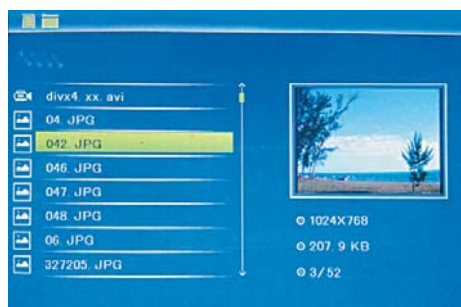 divx4. xx. avi
04. JPG
042. JPG
046. JPG
047. JPG
048. JPG
06. JPG
327205. JPG
1024X768
207. 9 KB
3/52